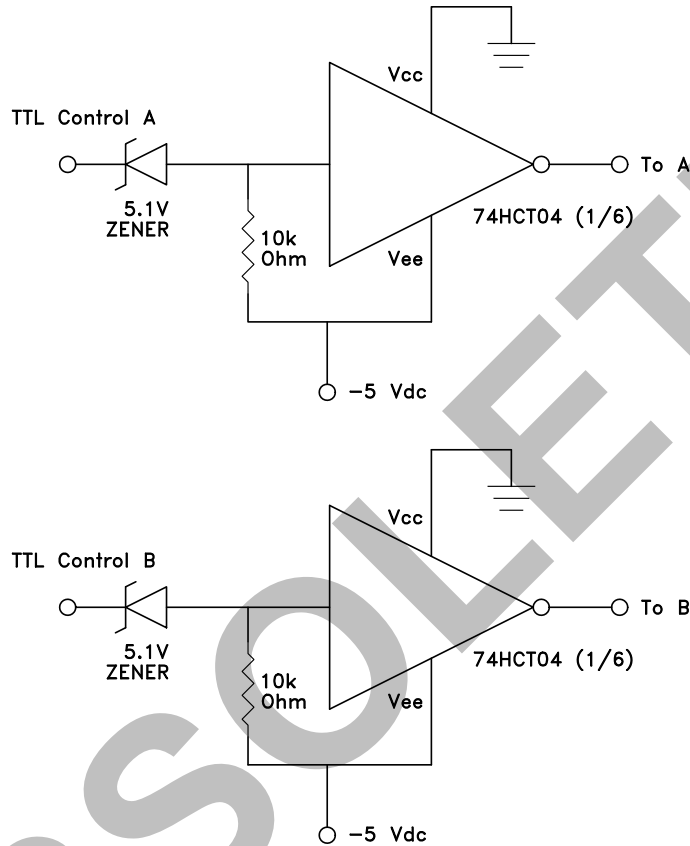 Vcc
TTL Control A
To A
5.1V
ZENER
10k
Ohm
74HCT04 (1/6)
Vee
-5 Vdc
Vcc
TTL Control B
To B
5.1V
ZENER
10k
Ohm
74HCT04 (1/6)
Vee
-5 Vdc
SOLET